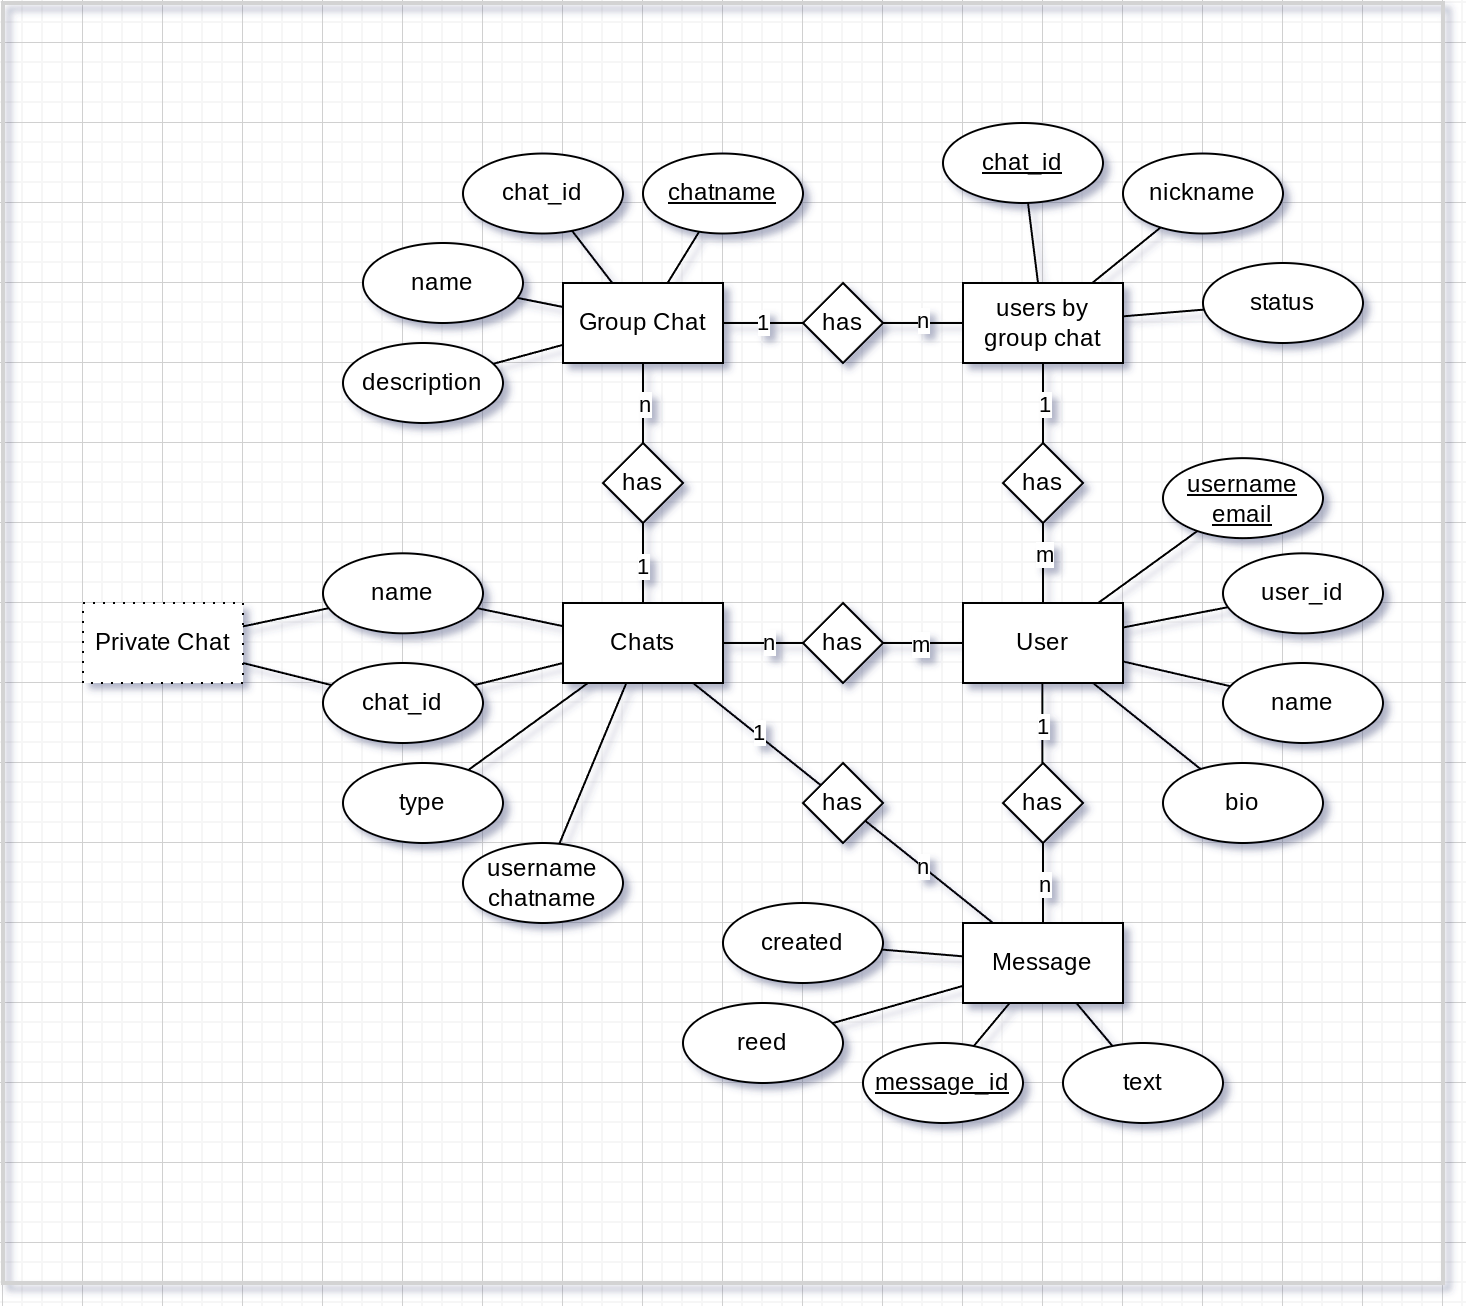 chat_id
chat_id
chatname
nickname
name
status
Group Chat
1
has
n
users by
group chat
description
n
1
has
has
username
email
1
m
name
user_id
Private Chat
Chats
n
has
m
User
chat_id
name
1
1
type
has
has
bio
username
chatname
n
n
created
Message
reed
message_id
text